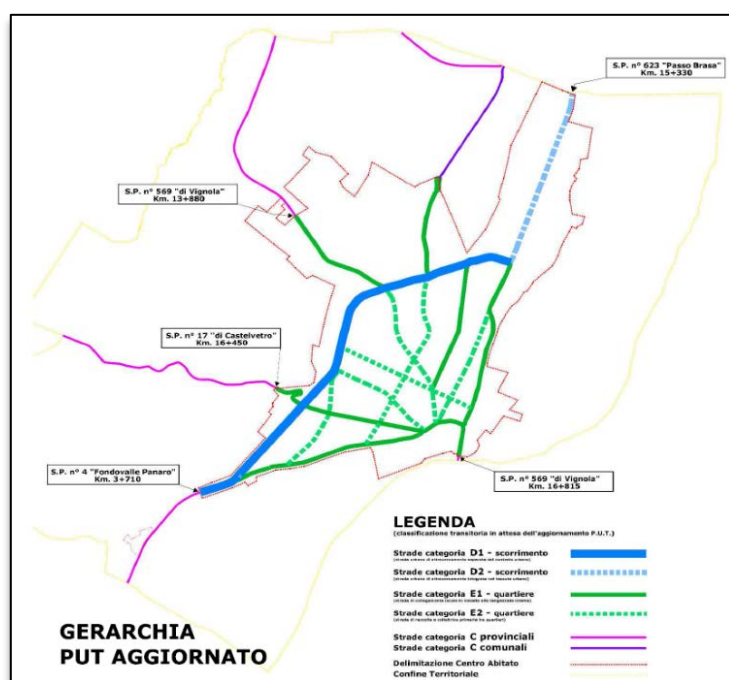 S.P. n° 623 "Passo Brasa"
Km. 15+330
S.P. n° 569 "di Vignola"
Km. 13+880
S.P. n° 17 "di Castelvetro"
Km. 16+450
S.P. n° 4 "Fondovalle Panaro"
Km. 3+710
S.P. n° 569 "di Vignola"
Km. 16+815
LEGENDA
(classificazione transitoria in attesa dell'aggiornamento P.U.T.)
Strade categoria D1 - scorrimento
Strade categoria D2 - scorrimento
Strade categoria E1 - quartiere
Strade categoria E2 - quartiere
Strade categoria C provinciali
Strade categoria C comunali
Delimitazione Centro Abitato
Confine Territoriale
GERARCHIA
PUT AGGIORNATO